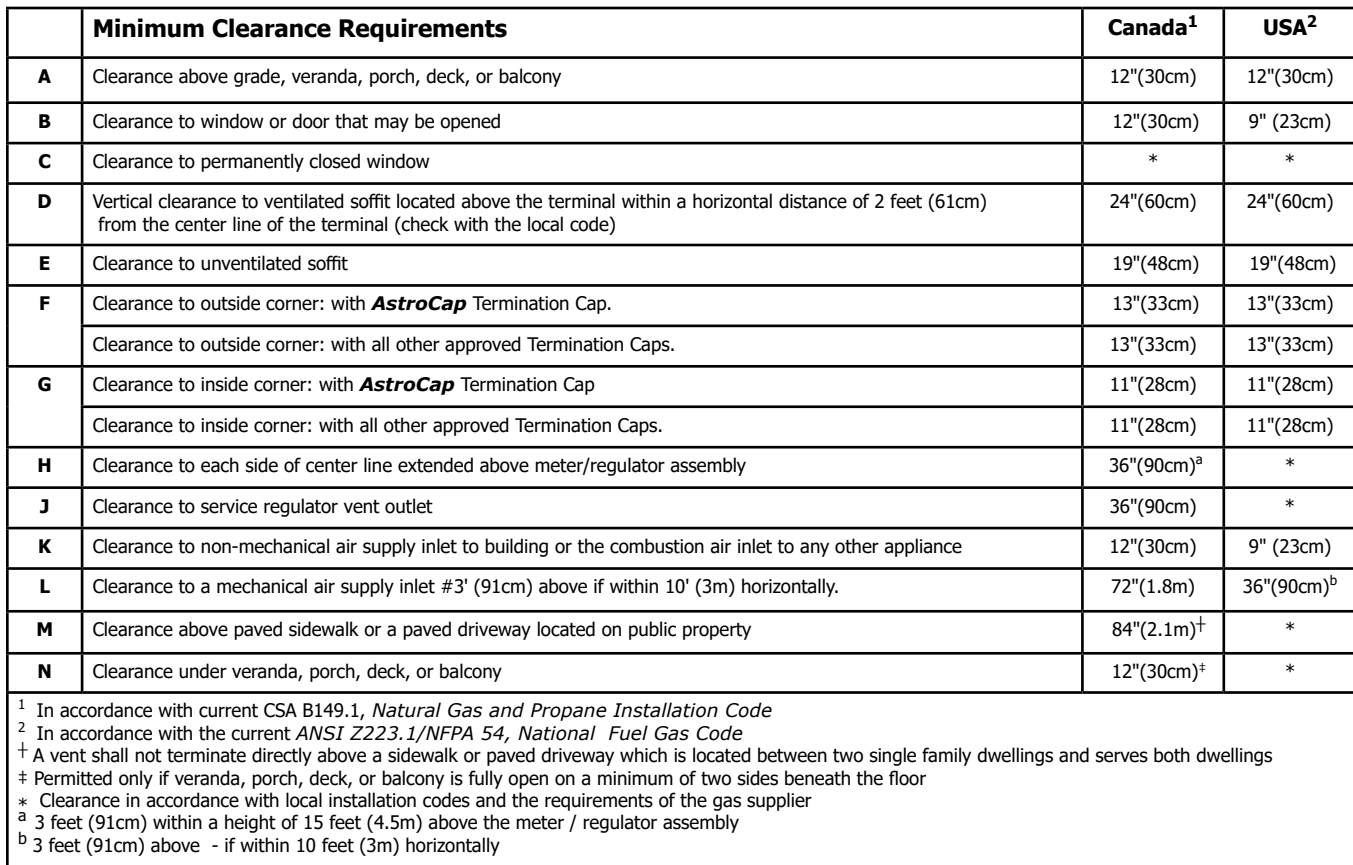 Minimum Clearance Requirements Canada1 USA2
A Clearance above grade, veranda, porch, deck, or balcony 12"(30cm) 12"(30cm)
B Clearance to window or door that may be opened 12"(30cm) 9" (23cm)
C Clearance to permanently closed window * *
D Vertical clearance to ventilated soffit located above the terminal within a horizontal distance of 2 feet (61cm) 24"(60cm) 24"(60cm)
from the center line of the terminal (check with the local code)
E Clearance to unventilated soffit 19"(48cm) 19"(48cm)
F Clearance to outside corner: with AstroCap Termination Cap. 13"(33cm) 13"(33cm)
Clearance to outside corner: with all other approved Termination Caps. 13"(33cm) 13"(33cm)
G Clearance to inside corner: with AstroCap Termination Cap 11"(28cm) 11"(28cm)
Clearance to inside corner: with all other approved Termination Caps. 11"(28cm) 11"(28cm)
H Clearance to each side of center line extended above meter/regulator assembly 36"(90cm)a *
J Clearance to service regulator vent outlet 36"(90cm) *
K Clearance to non-mechanical air supply inlet to building or the combustion air inlet to any other appliance 12"(30cm) 9" (23cm)
L Clearance to a mechanical air supply inlet #3' (91cm) above if within 10' (3m) horizontally. 72"(1.8m) 36"(90cm)b
M Clearance above paved sidewalk or a paved driveway located on public property 84"(2.1m)┼ *
N Clearance under veranda, porch, deck, or balcony 12"(30cm)‡ *
1 In accordance with current CSA B149.1, Natural Gas and Propane Installation Code
2 In accordance with the current ANSI Z223.1/NFPA 54, National Fuel Gas Code
┼ A vent shall not terminate directly above a sidewalk or paved driveway which is located between two single family dwellings and serves both dwellings
‡ Permitted only if veranda, porch, deck, or balcony is fully open on a minimum of two sides beneath the floor
* Clearance in accordance with local installation codes and the requirements of the gas supplier
a 3 feet (91cm) within a height of 15 feet (4.5m) above the meter / regulator assembly
b 3 feet (91cm) above - if within 10 feet (3m) horizontally